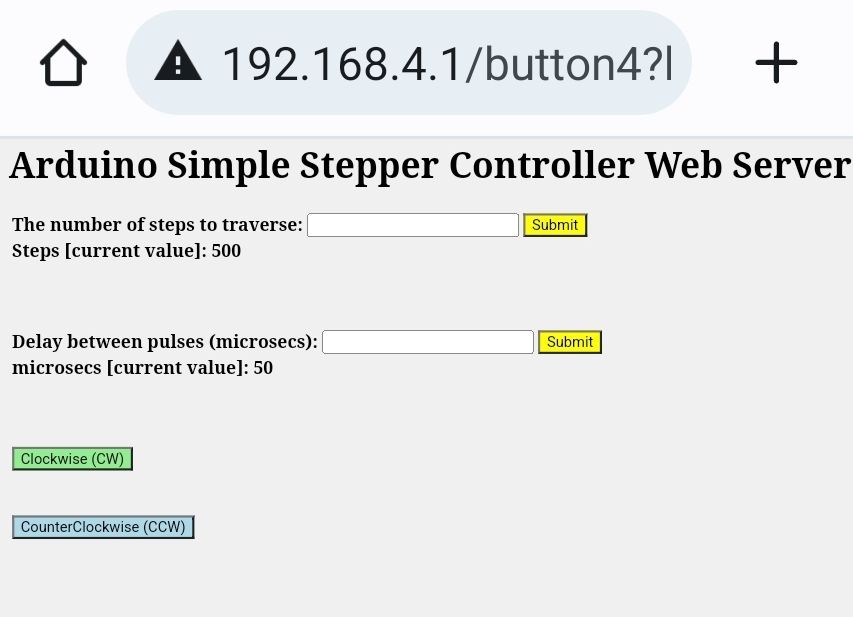 192.168.4.1/button4?l
Arduino Simple Stepper Controller Web Server
The number of steps to traverse: Submit
Steps [current value]: 500
Delay between pulses (microsecs): Submit
microsecs [current value]: 50
Clockwise (CW)
CounterClockwise (CCW)